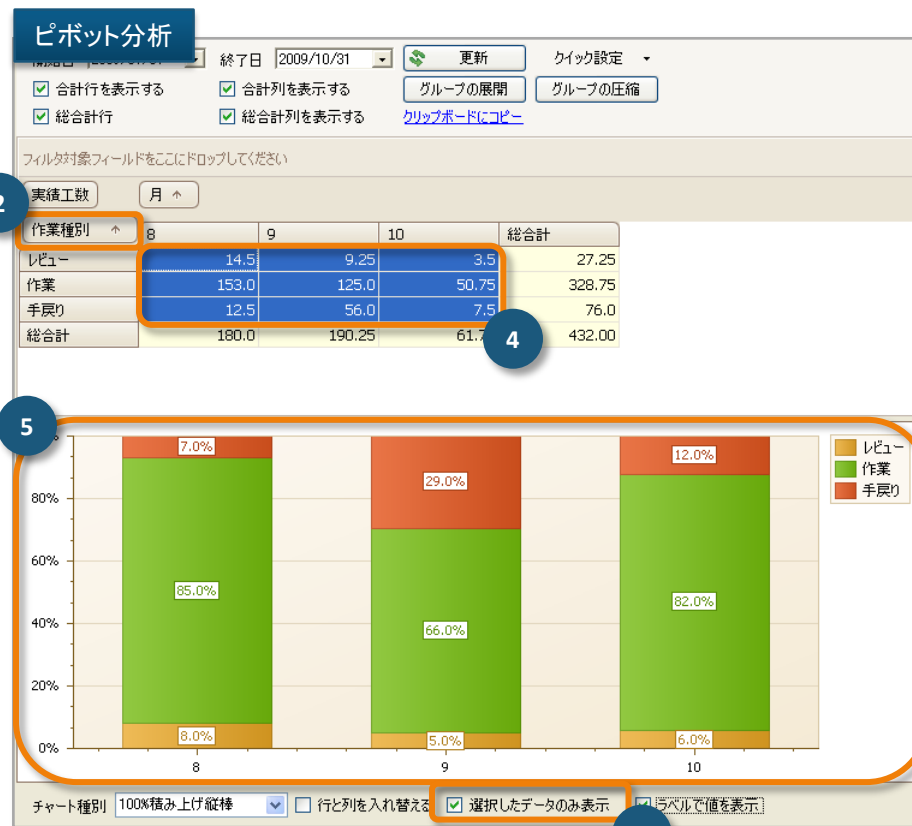 ピボット分析
終了日 2009/10/31 更新 クイック設定
合計行を表示する 合計列を表示する グループの展開 グループの圧縮
総合計行 総合計列を表示する クリップボードにコピー
フィルタ対象フィールドをここにドロップしてください
実績工数 月
2
作業種別 8 9 10 総合計
レビュー 14.5 9.25 3.5 27.25
作業 153.0 125.0 50.75 328.75
手戻り 12.5 56.0 7.5 76.0
総合計 180.0 190.25 432.00
4
5
7.0% 12.0% レビュー
29.0% 作業
手戻り
80%
60%
85.0%
82.0%
40%
66.0%
20%
8.0% 5.0% 6.0%
0%
8 9 10
チャート種別 100%積み上げ縦棒 行と列を入れ替える 選択したデータのみ表示 ラベルで値を表示